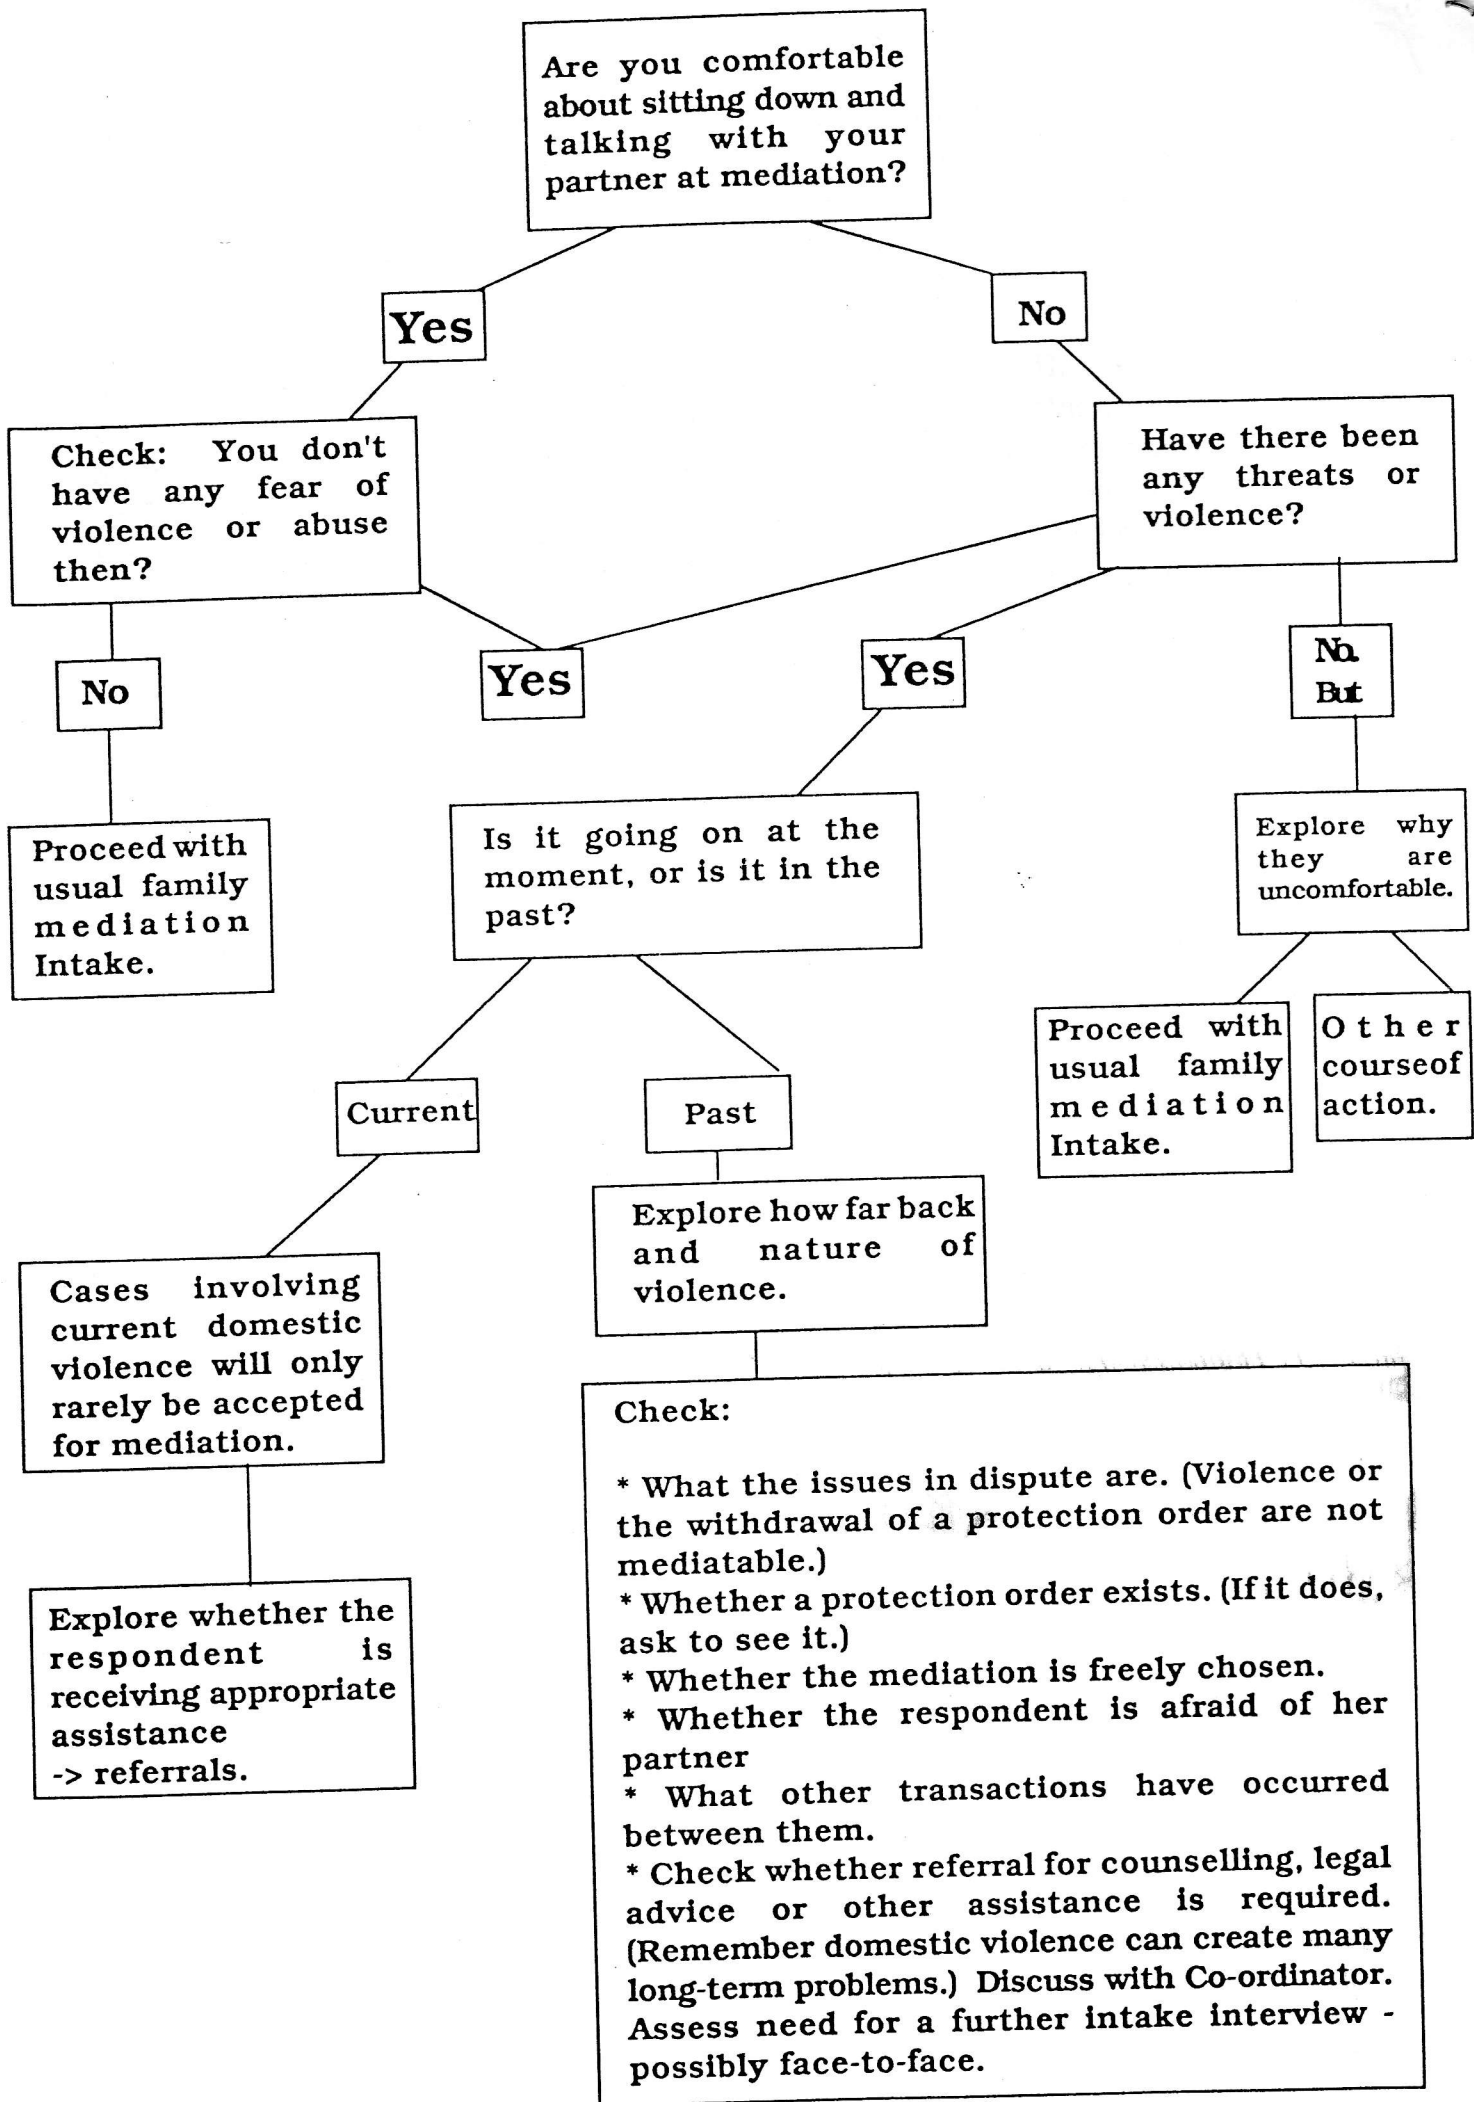 Are you comfortable
about sitting down and
talking with your
partner at mediation?
Yes
No
Check: You don't
have any fear of
violence or abuse
then?
Have there been
any threats or
violence?
No
Yes
Yes
No.
But
Proceed with
usual family
mediation
Intake.
Is it going on at the
moment, or is it in the
past?
Explore why
they are
uncomfortable.
Proceed with
usual family
mediation
Intake.
Other
courseof
action.
Current
Past
Explore how far back
and nature of
violence.
Cases involving
current domestic
violence will only
rarely be accepted
for mediation.
Explore whether the
respondent is
receiving appropriate
assistance
-> referrals.
Check:
* What the issues in dispute are. (Violence or
the withdrawal of a protection order are not
mediatable.)
* Whether a protection order exists. (If it does,
ask to see it.)
* Whether the mediation is freely chosen.
* Whether the respondent is afraid of her
partner
* What other transactions have occurred
between them.
* Check whether referral for counselling, legal
advice or other assistance is required.
(Remember domestic violence can create many
long-term problems.) Discuss with Co-ordinator.
Assess need for a further intake interview -
possibly face-to-face.